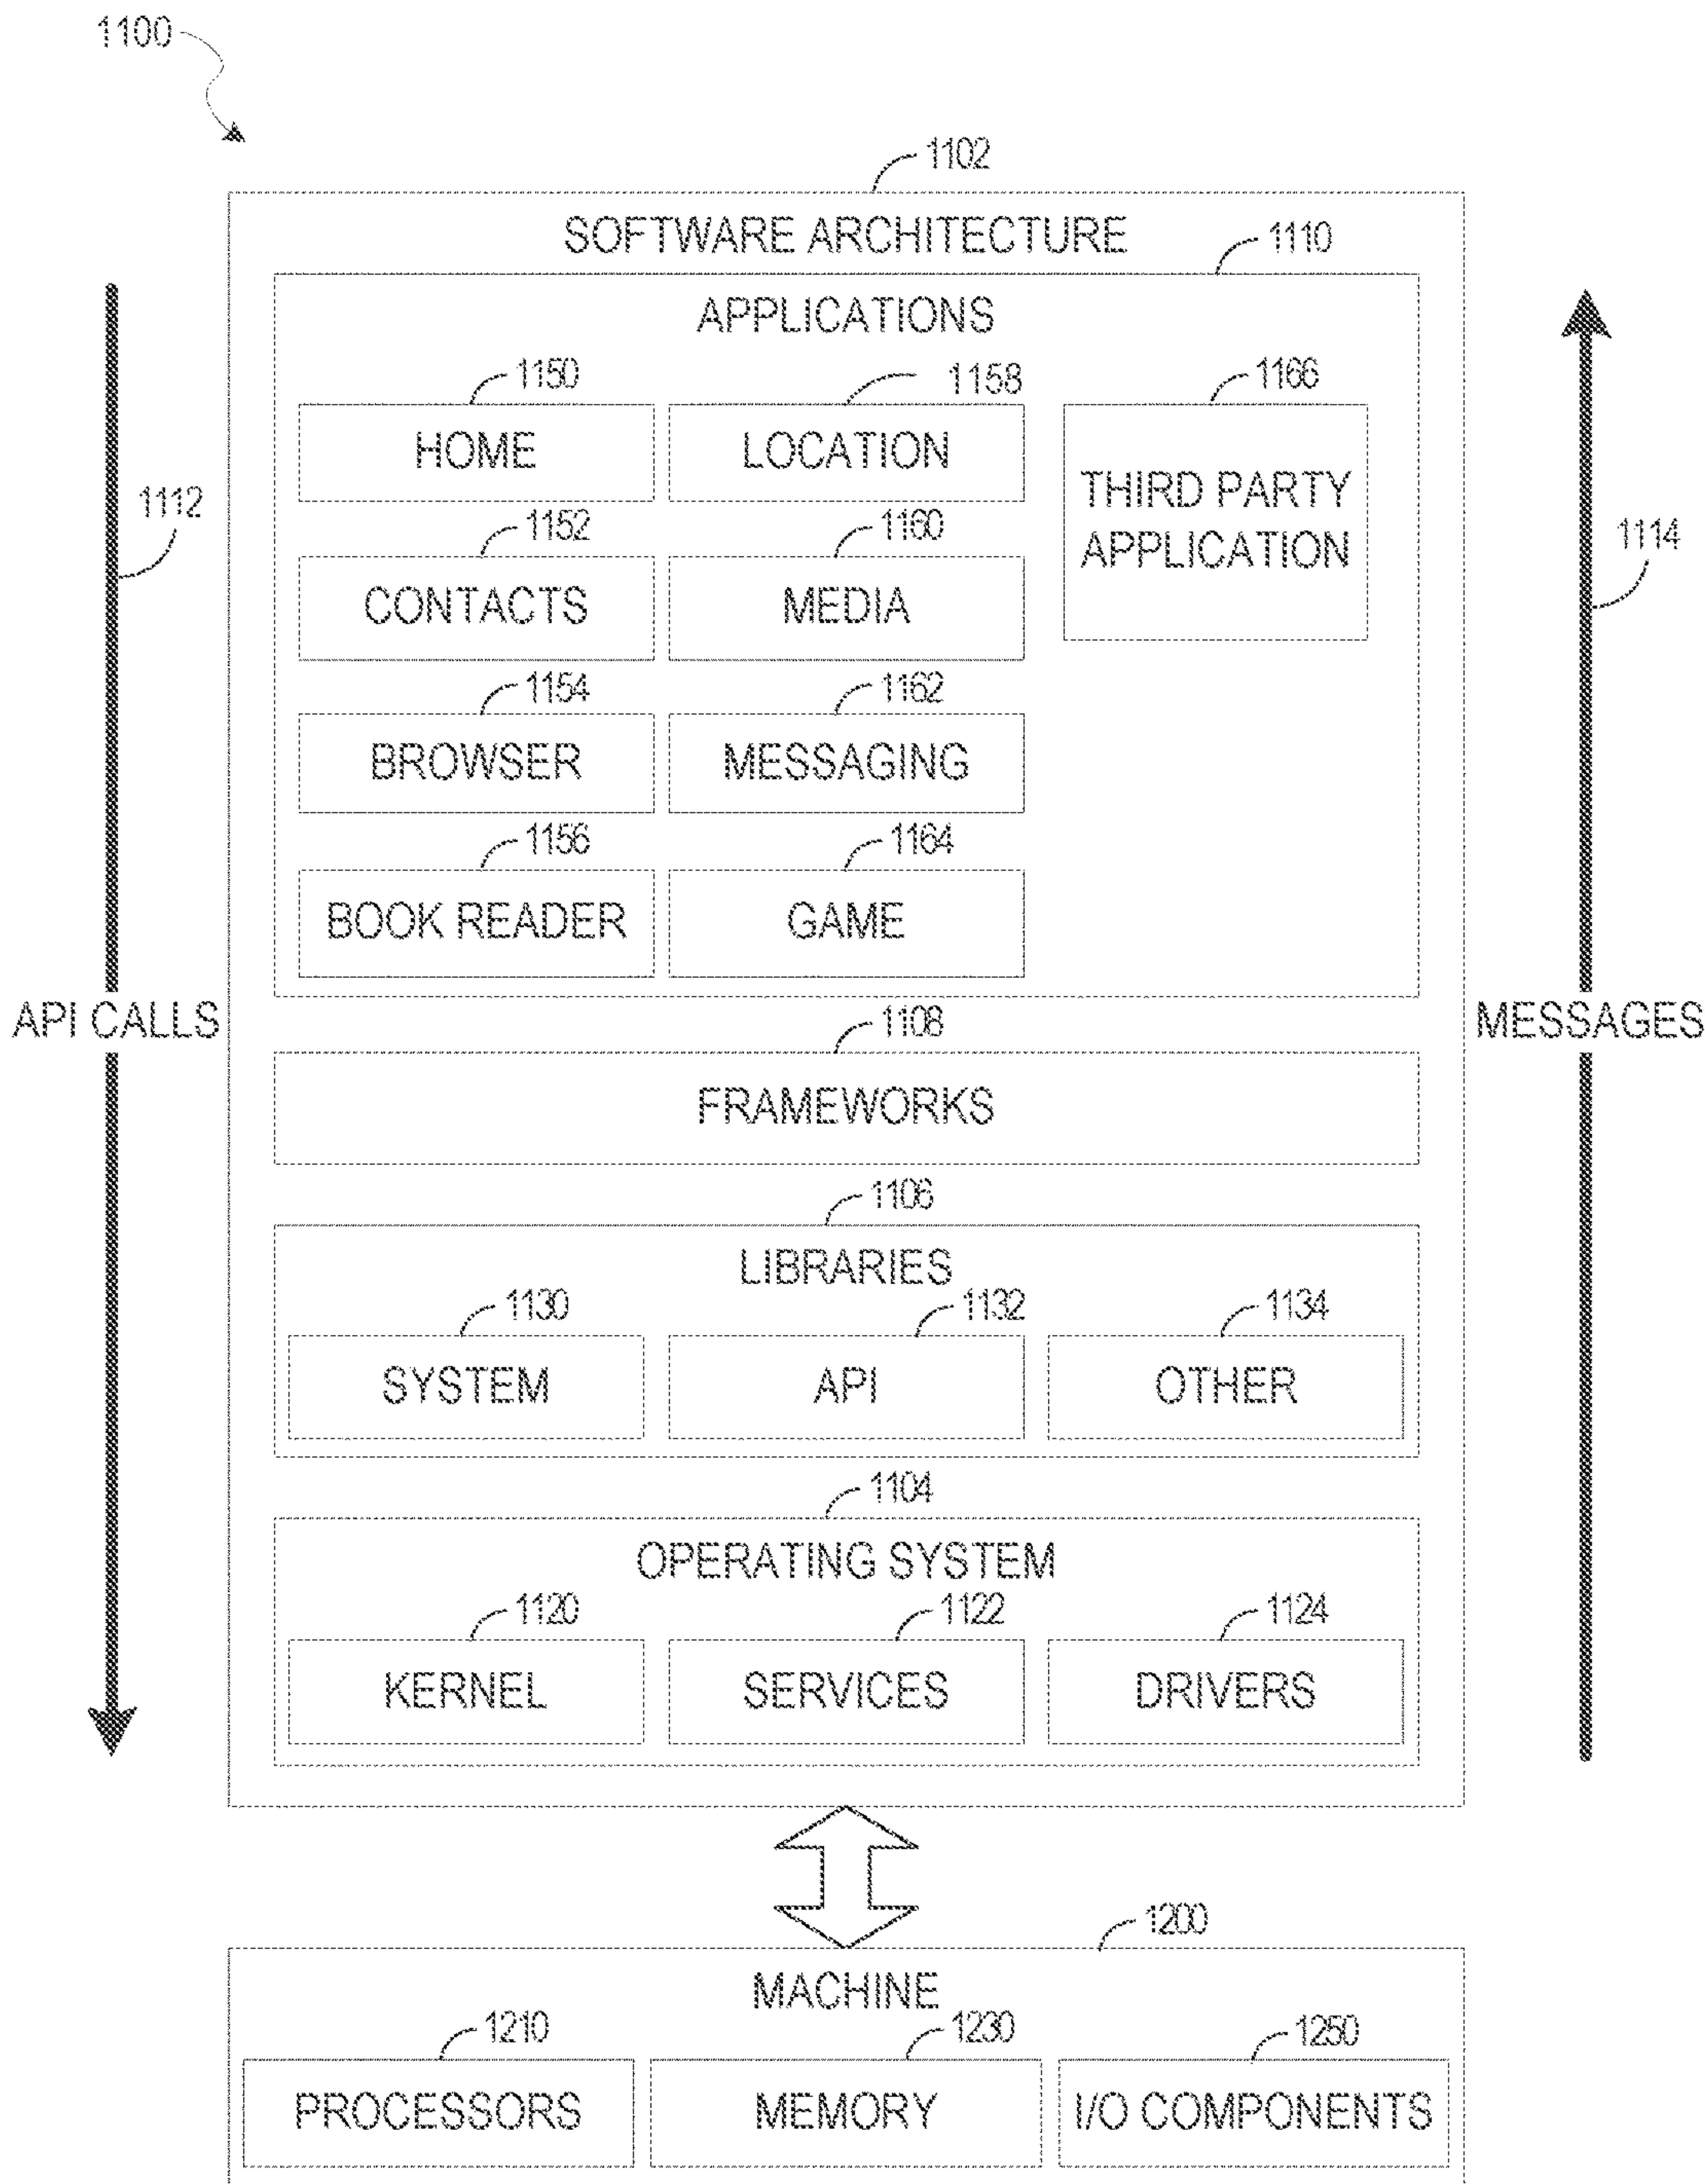 1100
1102
SOFTWARE ARCHITECTURE
1110
APPLICATIONS
1150
1158
1166
HOME
LOCATION
THIRD PARTY
APPLICATION
1112
1152
1160
1114
CONTACTS
MEDIA
1154
1162
BROWSER
MESSAGING
1156
1164
BOOK READER
GAME
API CALLS
MESSAGES
1108
FRAMEWORKS
1106
LIBRARIES
1130
1132
1134
SYSTEM
API
OTHER
1104
OPERATING SYSTEM
1120
1122
1124
KERNEL
SERVICES
DRIVERS
1200
MACHINE
1210
1230
1250
PROCESSORS
MEMORY
I/O COMPONENTS